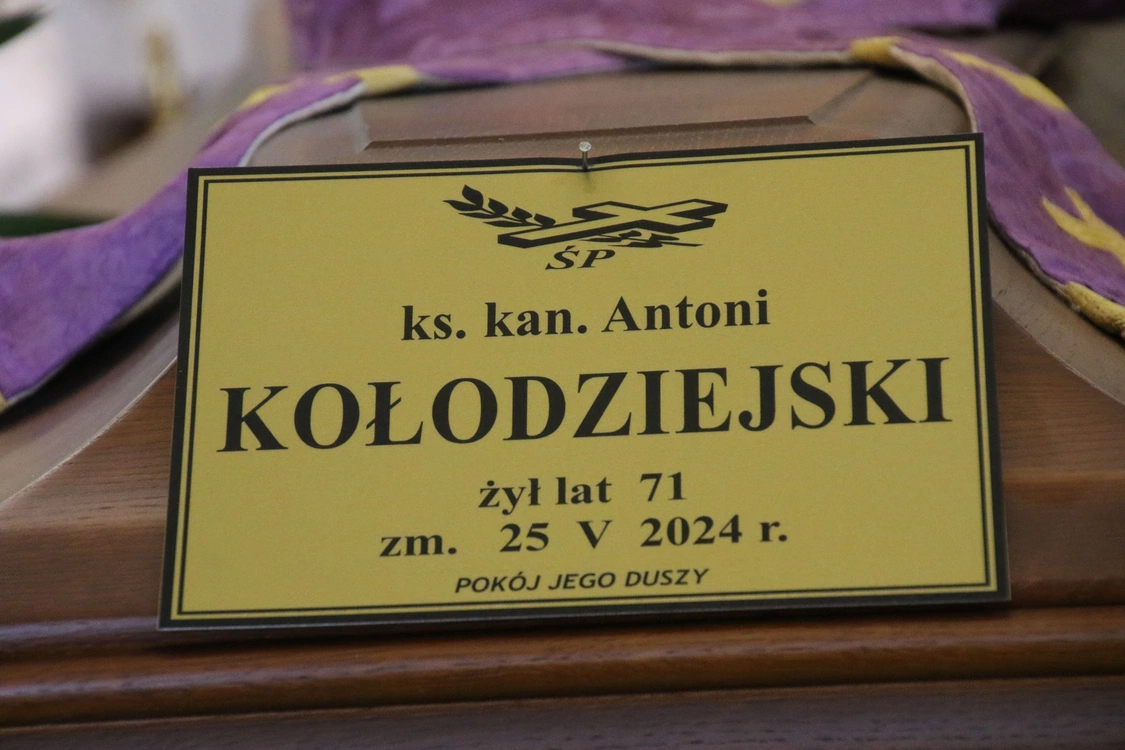 ŚP
ks. kan. Antoni
KOŁODZIEJSKI
żył lat 71
zm. 25 V 2024 r.
POKÓJ JEGO DUSZY